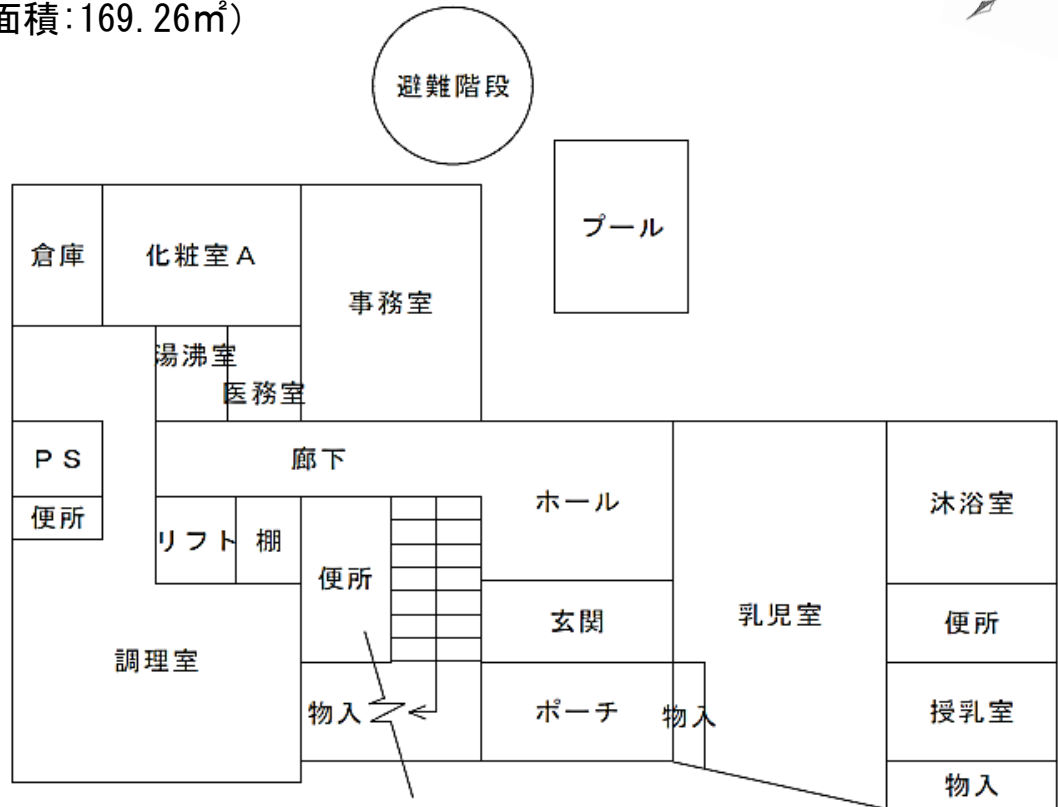 面積:169.26㎡)
避難階段
プール
倉庫
化粧室A
事務室
湯沸室
医務室
PS
廊下
ホール
沐浴室
便所
リフト
棚
便所
玄関
乳児室
便所
調理室
物入
ポーチ
物入
授乳室
物入